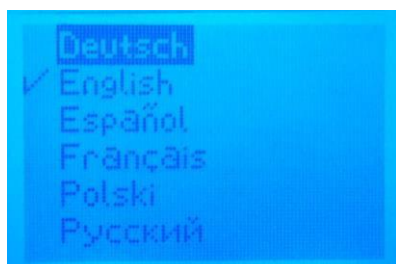 Deutsch
✓ English
Español
Français
Polski
Русский